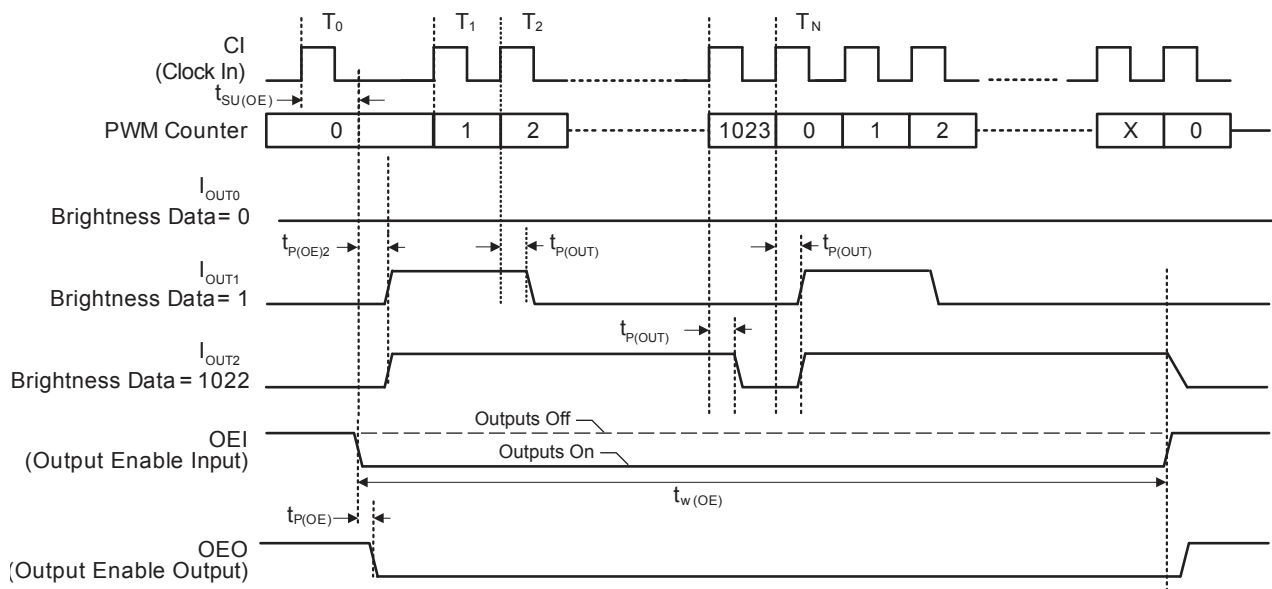 T0 T1 T2 TN
CI
(Clock In)
tSU(OE)
PWM Counter 0 1 2 1023 0 1 2 X 0
IOUT0
Brightness Data= 0
tP(OE)2 tP(OUT) tP(OUT)
IOUT1
Brightness Data= 1
tP(OUT)
IOUT2
Brightness Data = 1022
Outputs Off
OEI
(Output Enable Input)
Outputs On
tw(OE)
tP(OE)
OEO
(Output Enable Output)